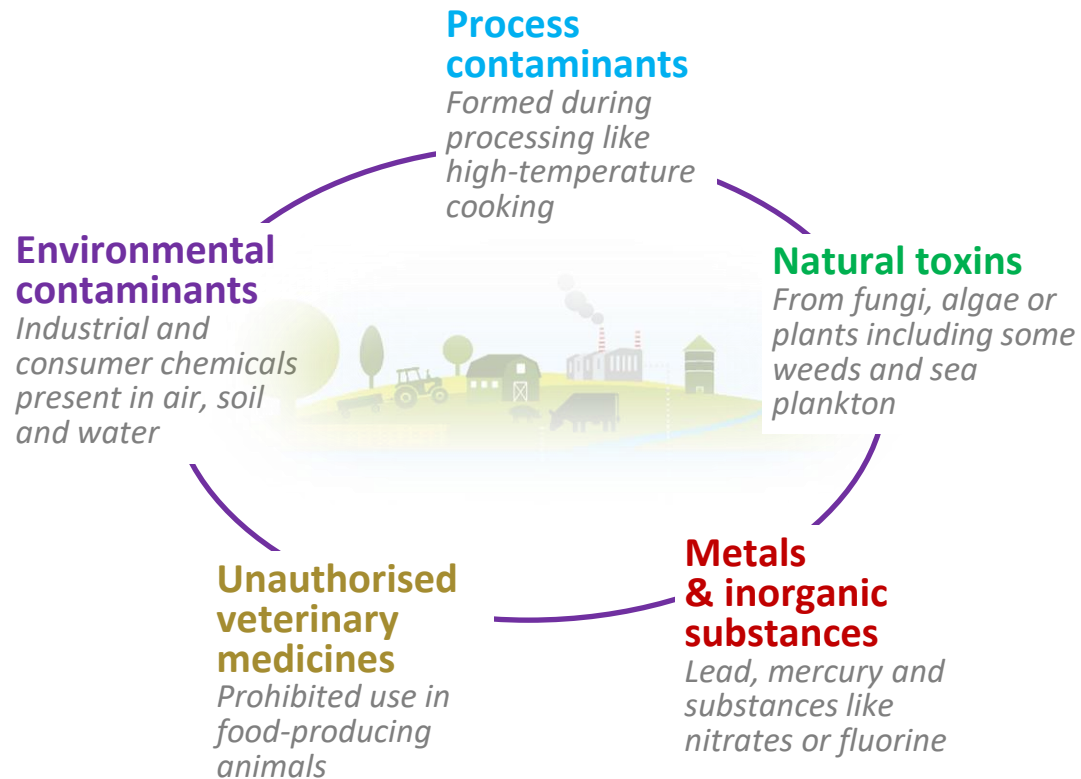 Process
contaminants
Formed during
processing like
high-temperature
cooking
Environmental
contaminants
Industrial and
consumer chemicals
present in air, soil
and water
Natural toxins
From fungi, algae or
plants including some
weeds and sea
plankton
Unauthorised
veterinary
medicines
Prohibited use in
food-producing
animals
Metals
& inorganic
substances
Lead, mercury and
substances like
nitrates or fluorine